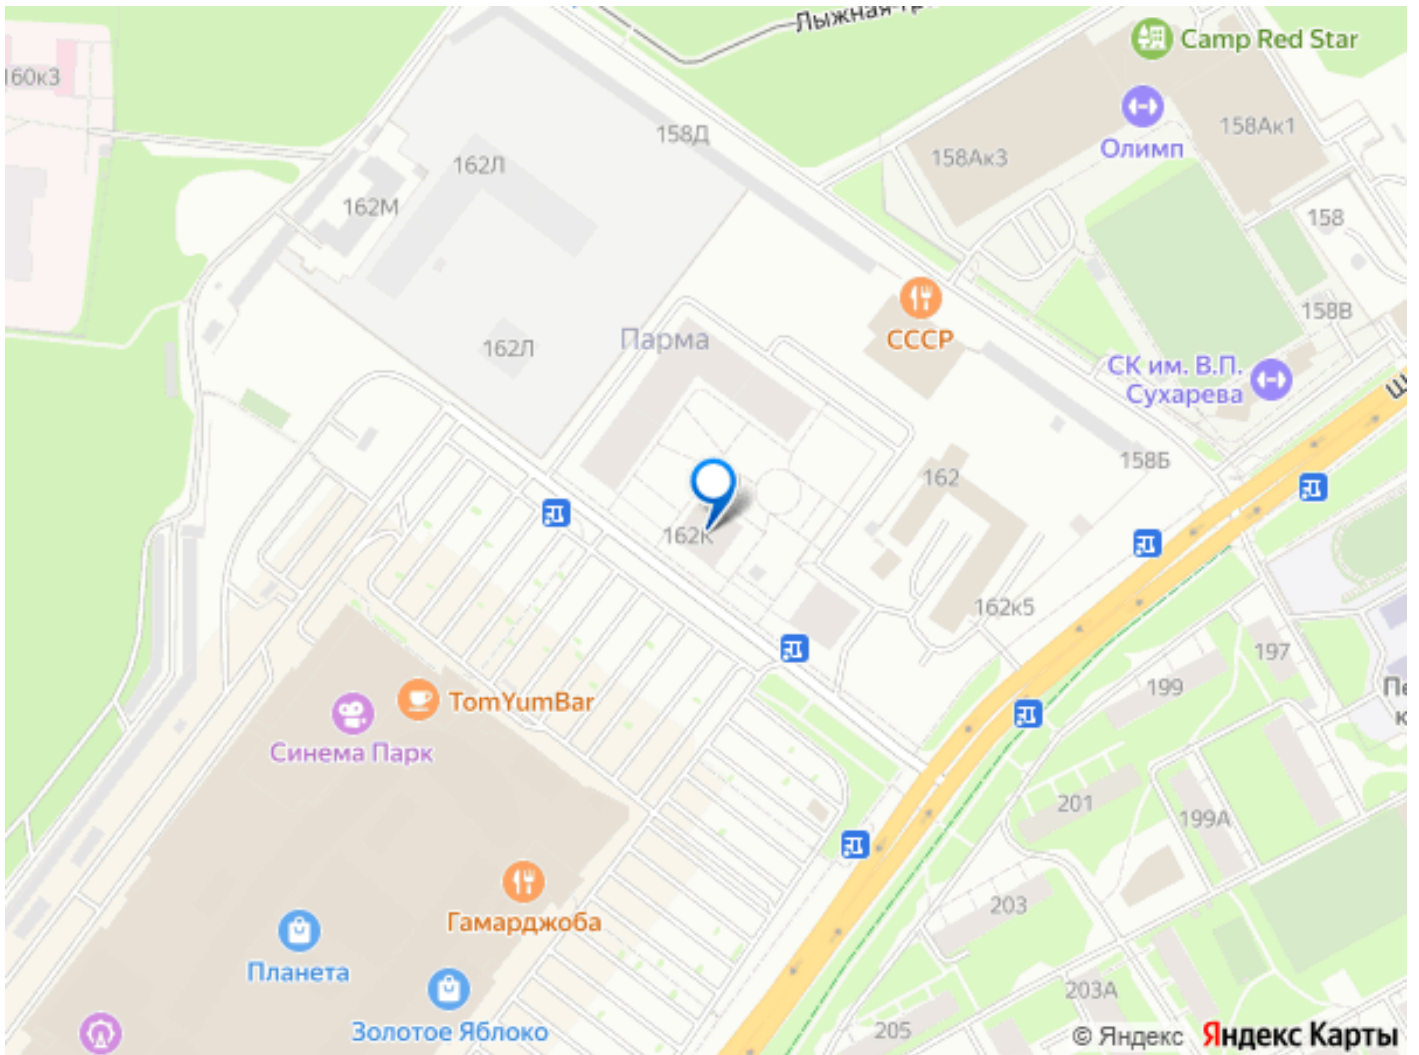 Лыжная
Camp Red Star
160к3
158Д
158Ак1
Олимп
158Ак3
162Л
162М
158
158В
СССР
Парма
162Л
СК им. В.П.
Сухарева
158Б
162
162К
162к5
197
199
TomYumBar
Синема Парк
201
199А
Гамарджоба
203
Планета
203А
Золотое Яблоко
205
© Яндекс
Яндекс Карты